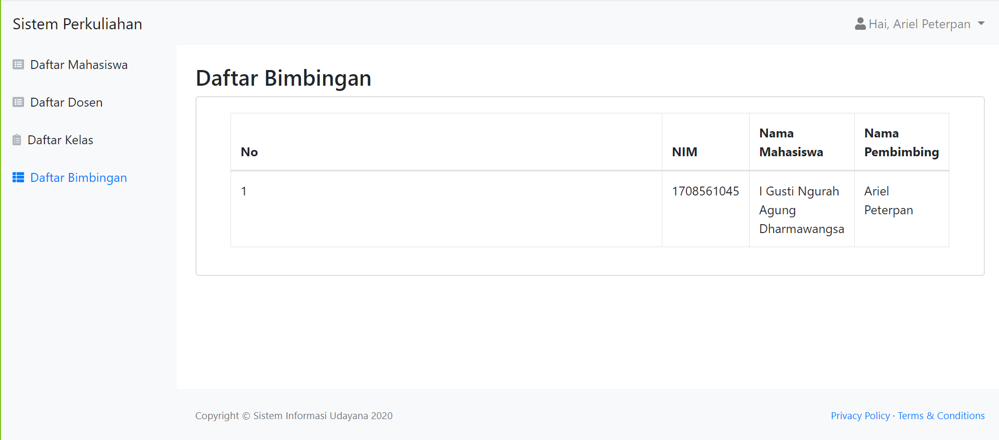 Sistem Perkuliahan
Hai, Ariel Peterpan
Daftar Mahasiswa
Daftar Dosen
Daftar Kelas
Daftar Bimbingan
Daftar Bimbingan
No
NIM
Nama
Mahasiswa
Nama
Pembimbing
1
1708561045
I Gusti Ngurah
Agung
Dharmawangsa
Ariel
Peterpan
Copyright © Sistem Informasi Udayana 2020
Privacy Policy · Terms & Conditions